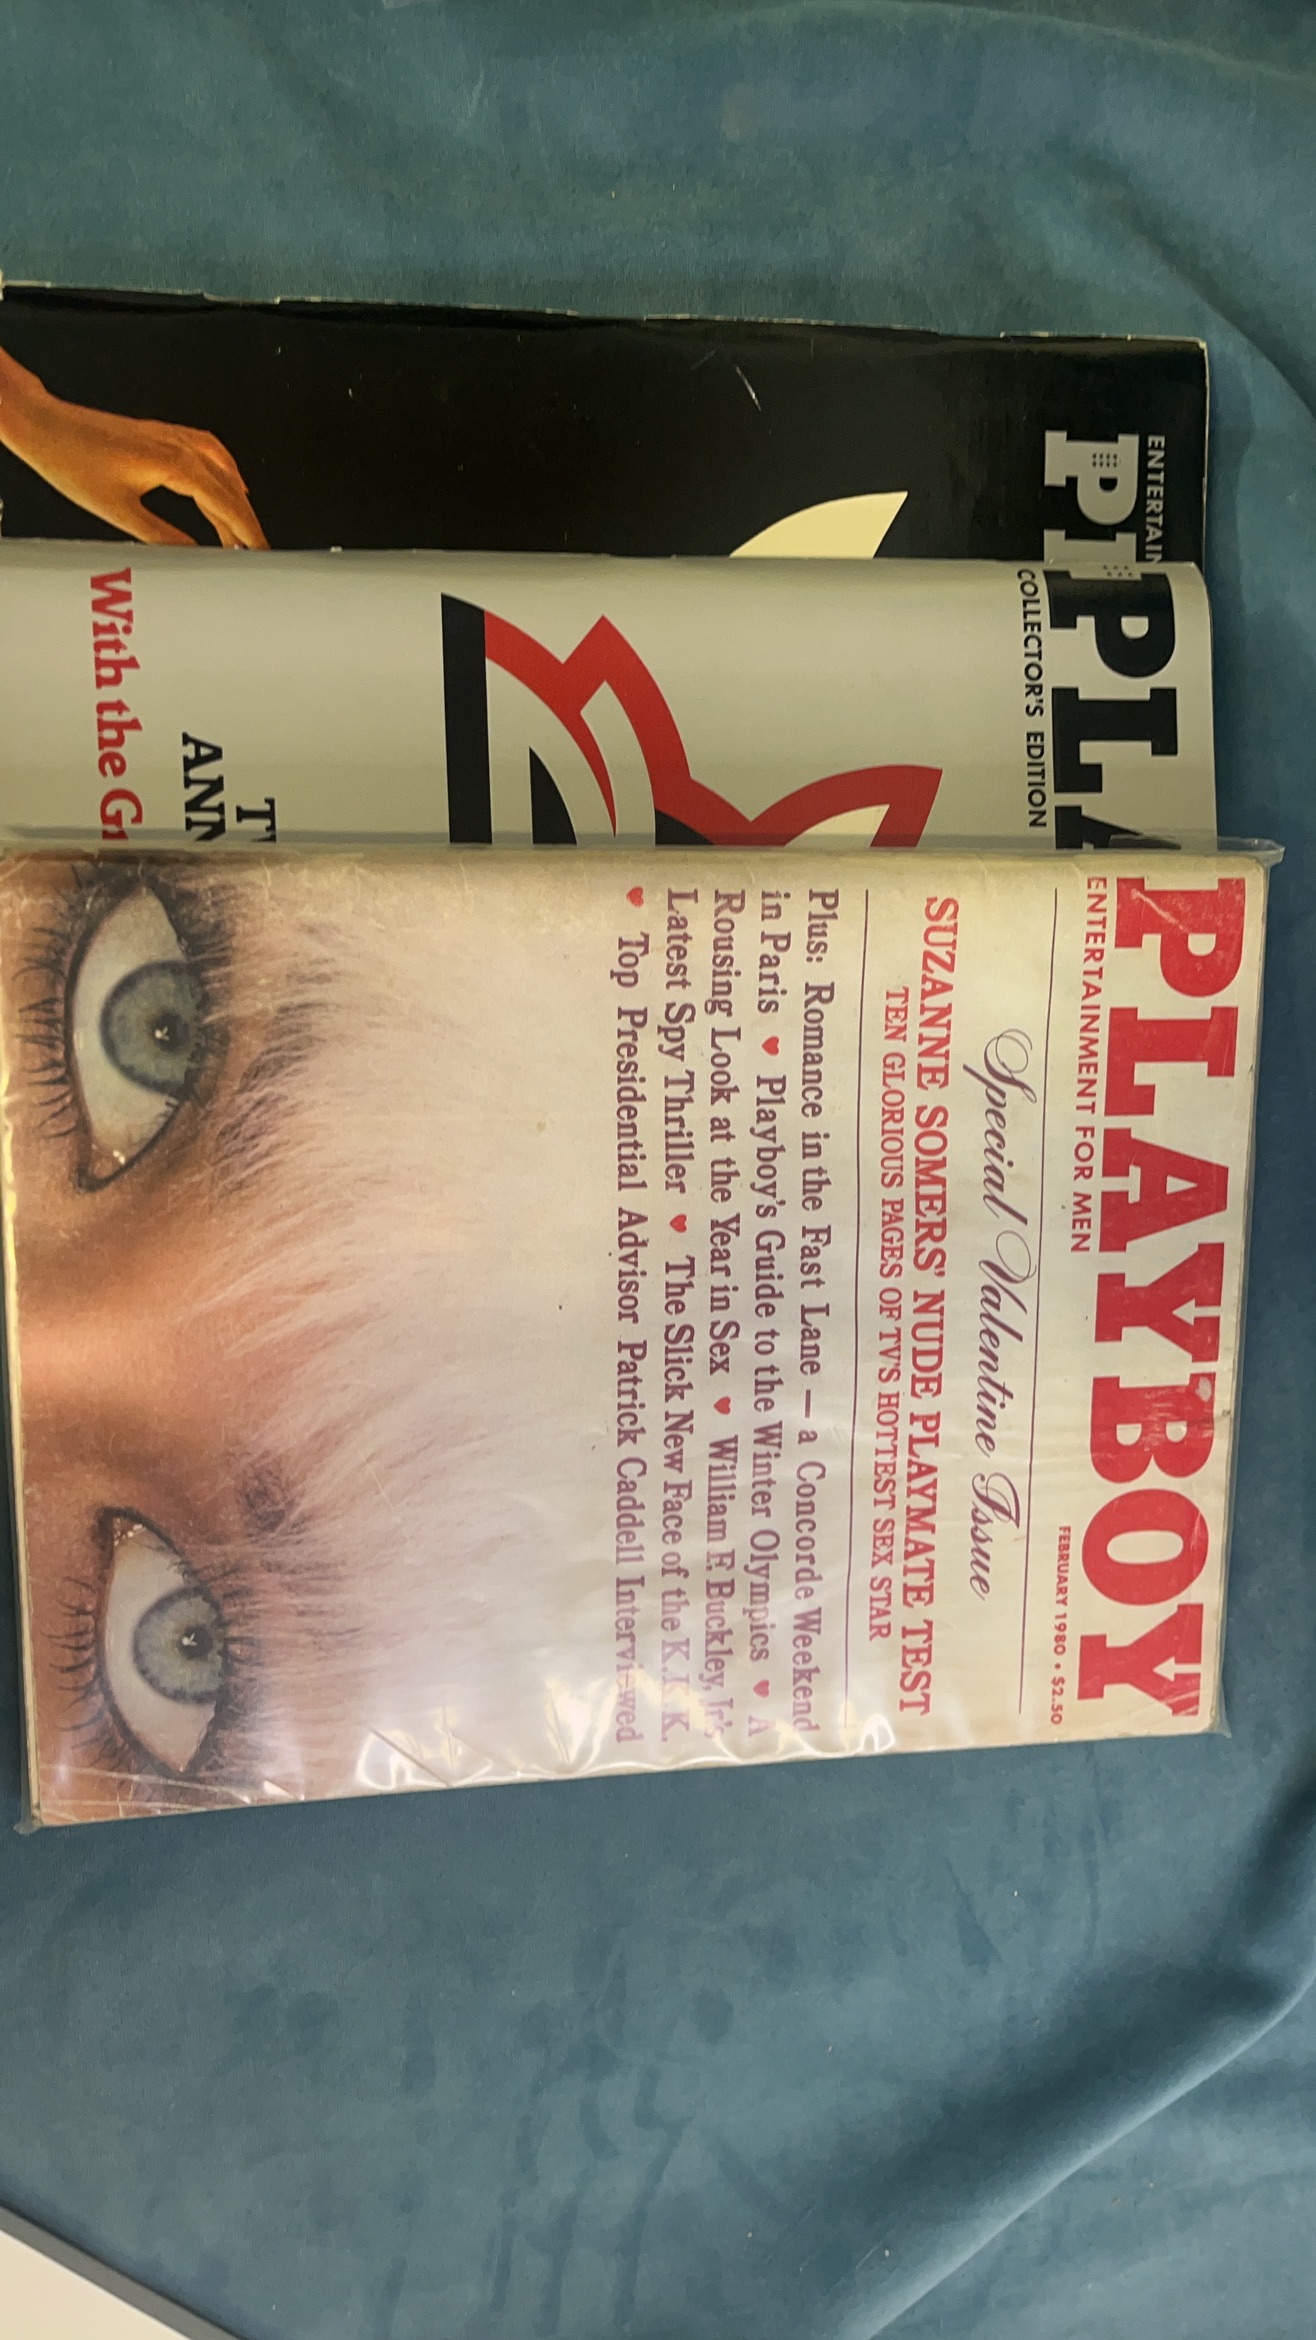 PLAYBOY
ENTERTAINMENT FOR MEN
FEBRUARY 1980 • $2.50
Special Valentine Issue
SUZANNE SOMERS' NUDE PLAYMATE TEST
TEN GLORIOUS PAGES OF TV'S HOTTEST SEX STAR
Plus: Romance in the Fast Lane — a Concorde Weekend
in Paris ♥ Playboy's Guide to the Winter Olympics ♥ A
Rousing Look at the Year in Sex ♥ William F. Buckley, Jr.'s
Latest Spy Thriller ♥ The Slick New Face of the K.K.K.
♥ Top Presidential Advisor Patrick Caddell Interviewed
PLA
COLLECTOR'S EDITION
ANN
With the G
ENTERTAIN
PL